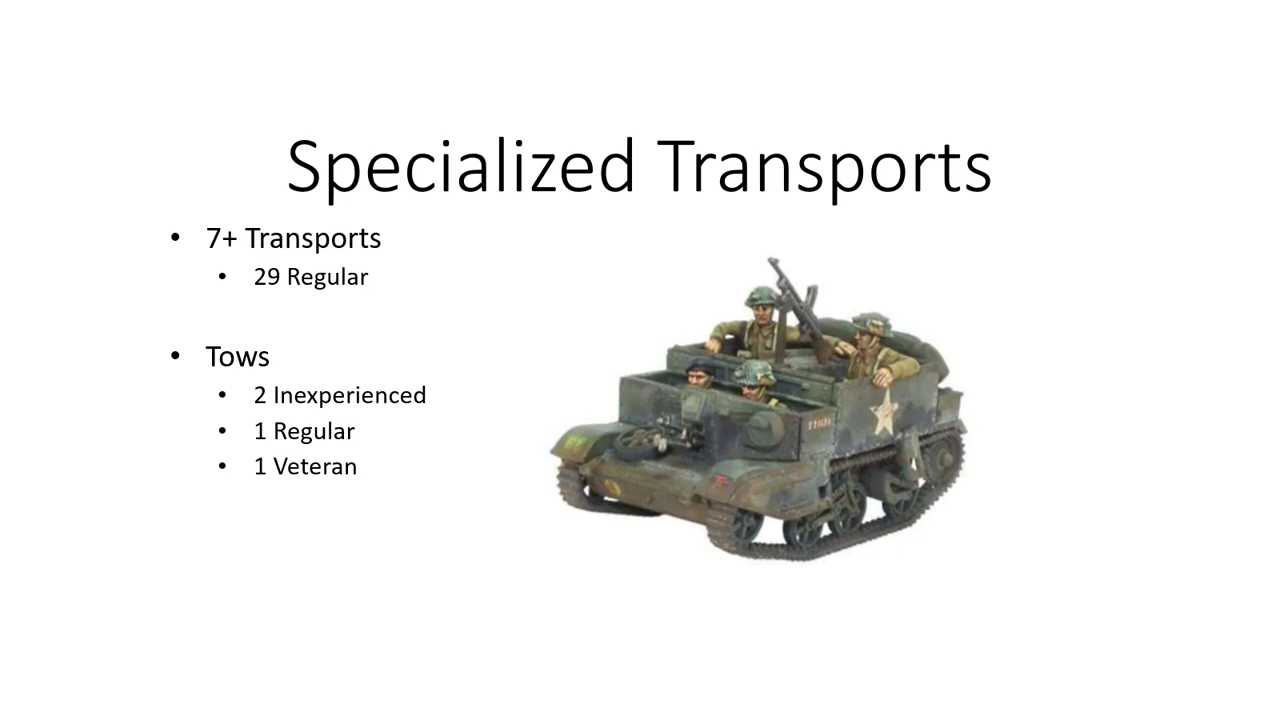 Specialized Transports
• 7+ Transports
• 29 Regular
• Tows
• 2 Inexperienced
• 1 Regular
• 1 Veteran